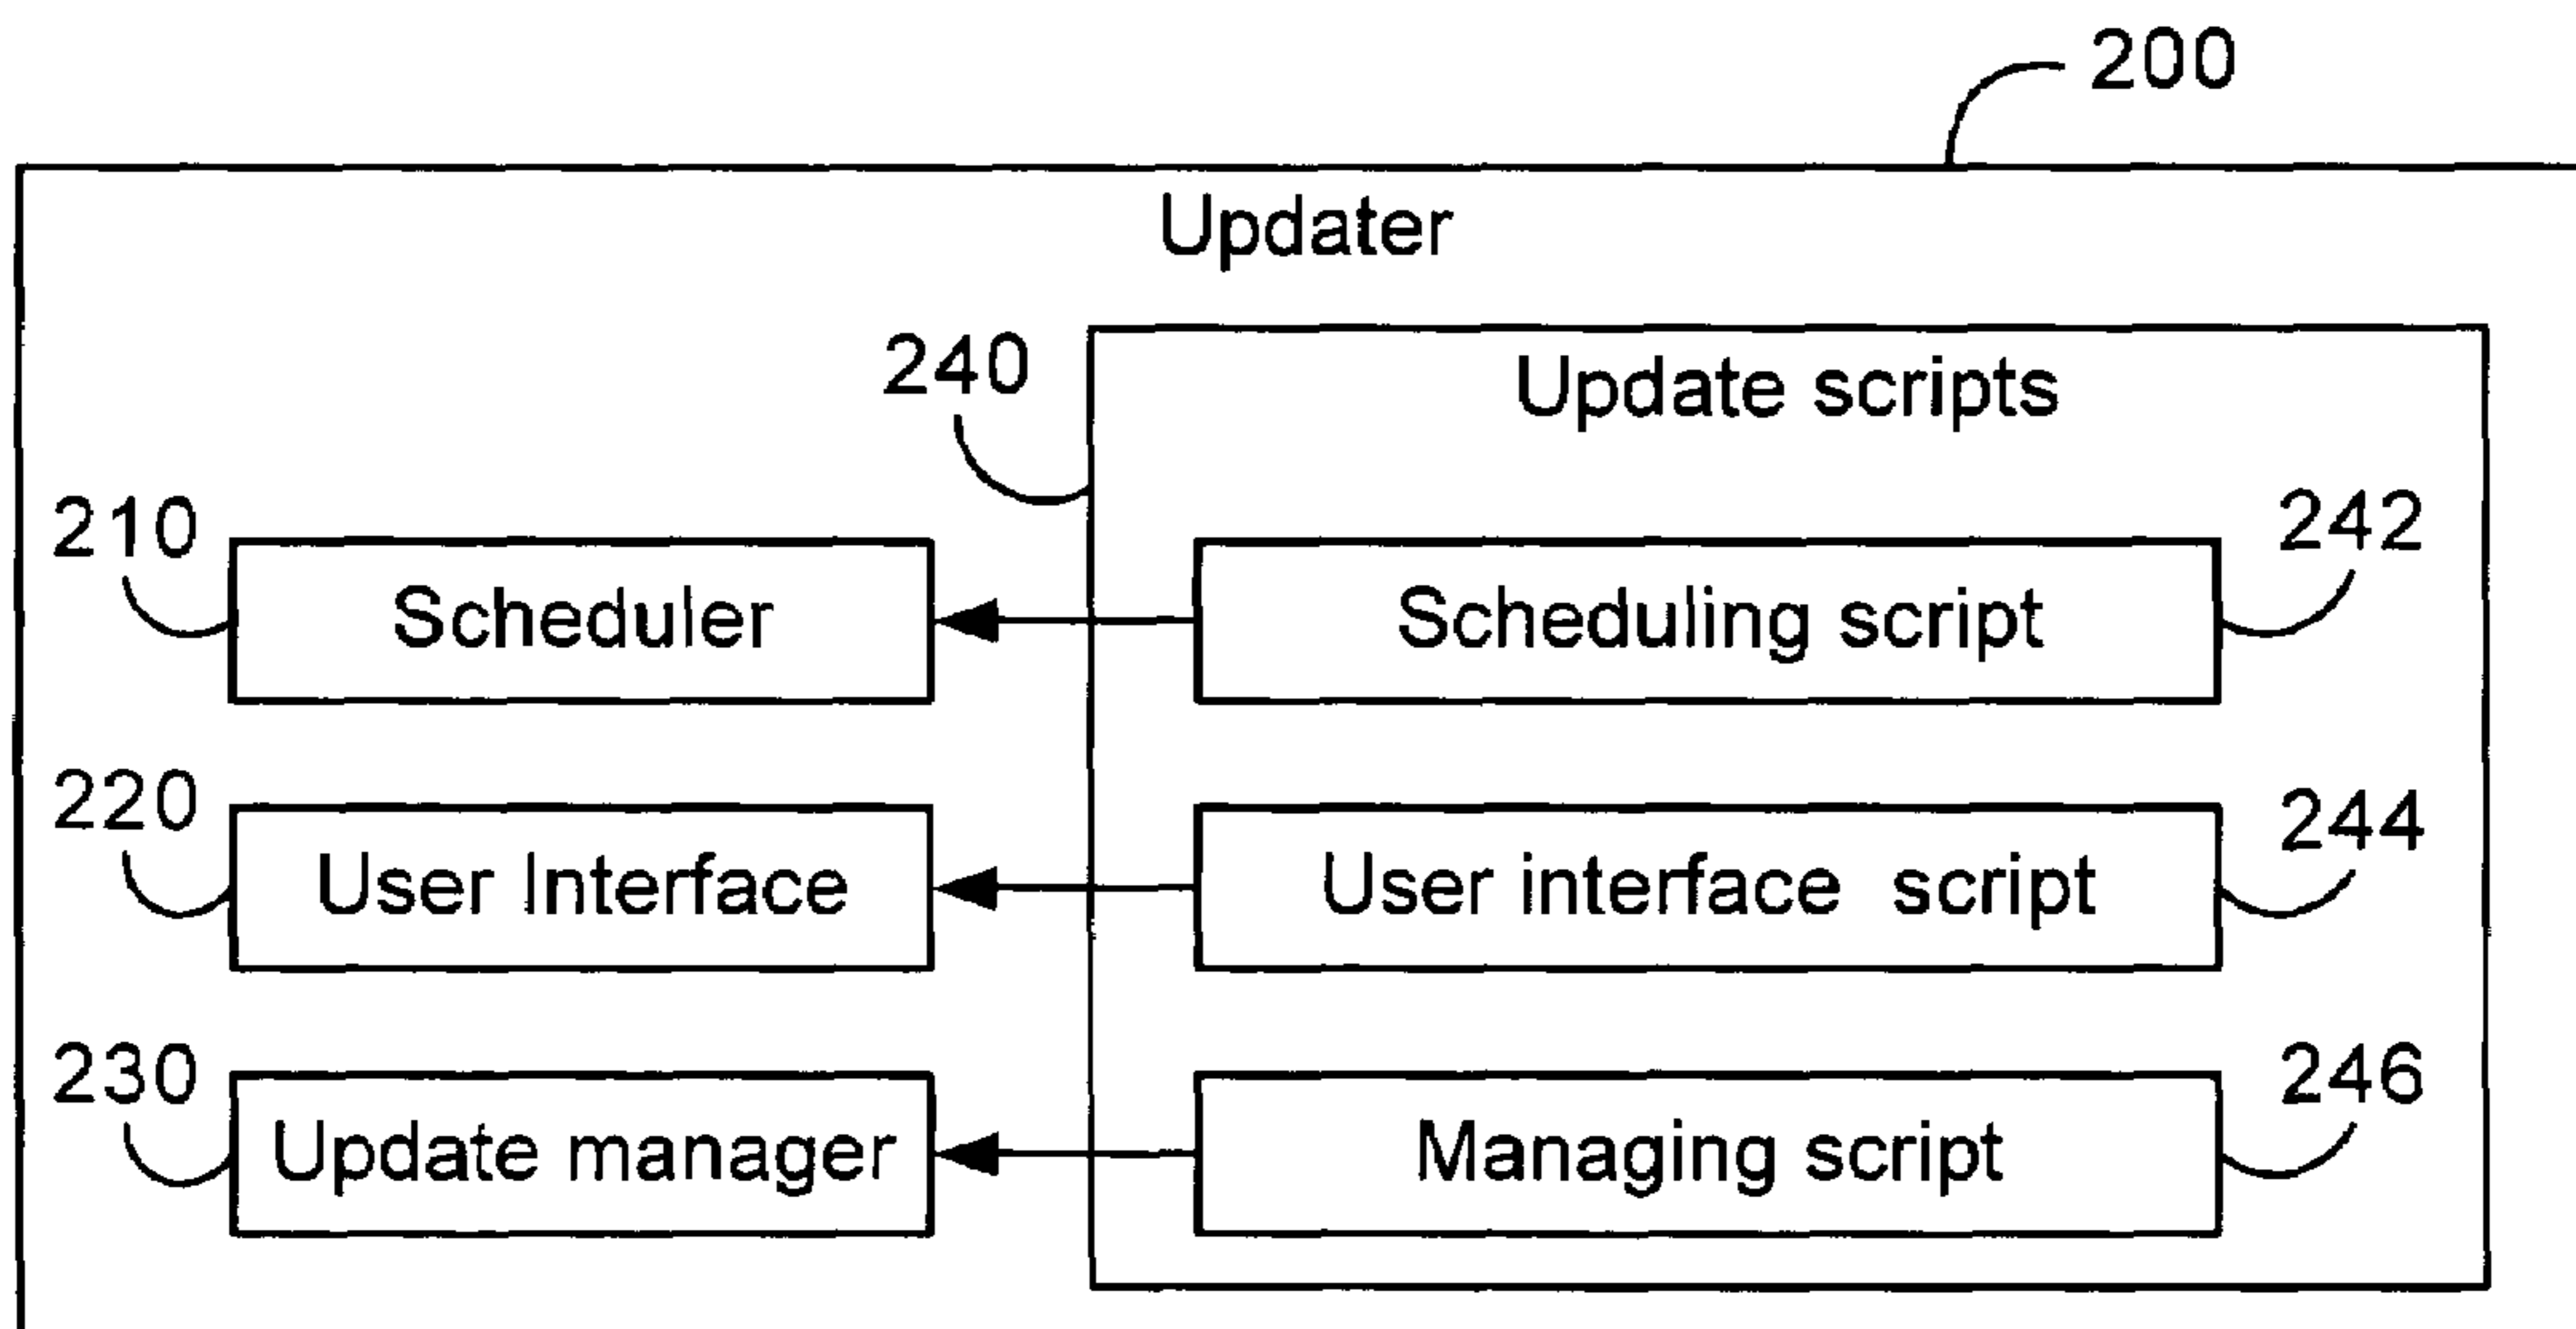 200
Updater
240
Update scripts
210
Scheduler
Scheduling script
242
220
User Interface
User interface script
244
230
Update manager
Managing script
246